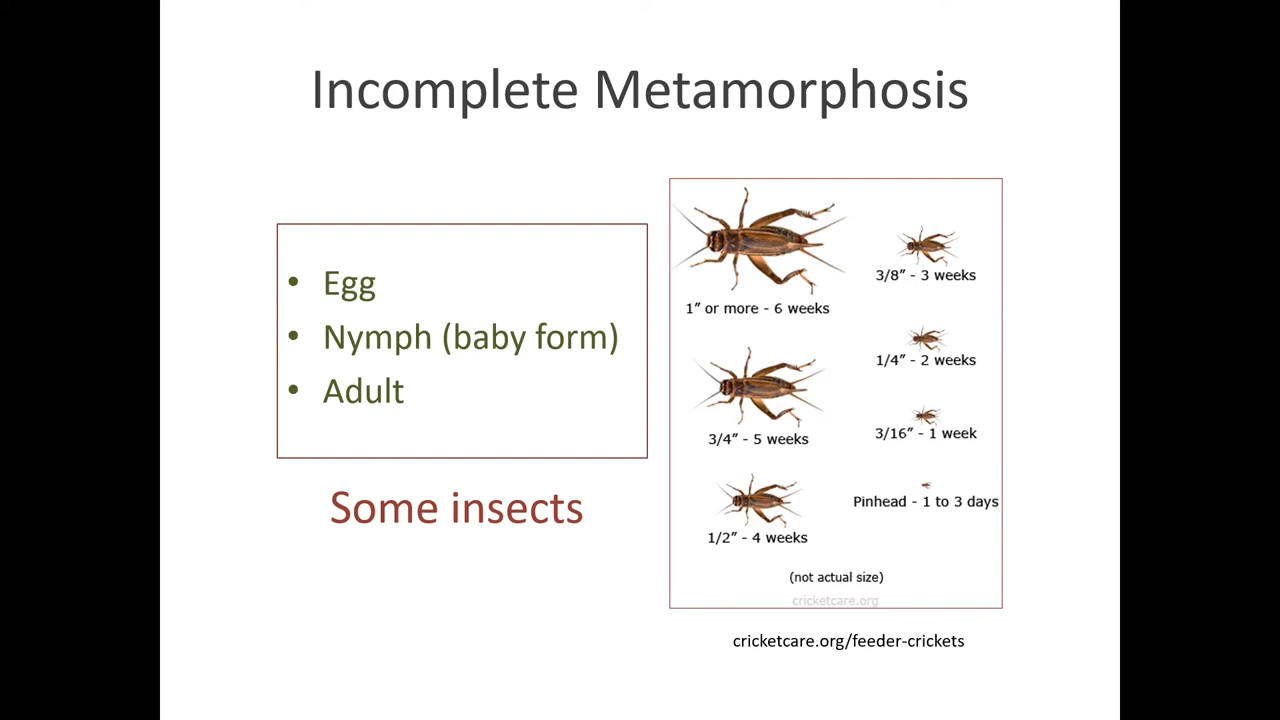 Incomplete Metamorphosis
• Egg
• Nymph (baby form)
• Adult
Some insects
1” or more - 6 weeks
3/4” - 5 weeks
1/2” - 4 weeks
3/8” - 3 weeks
1/4” - 2 weeks
3/16” - 1 week
Pinhead - 1 to 3 days
(not actual size)
cricketcare.org
cricketcare.org/feeder-crickets